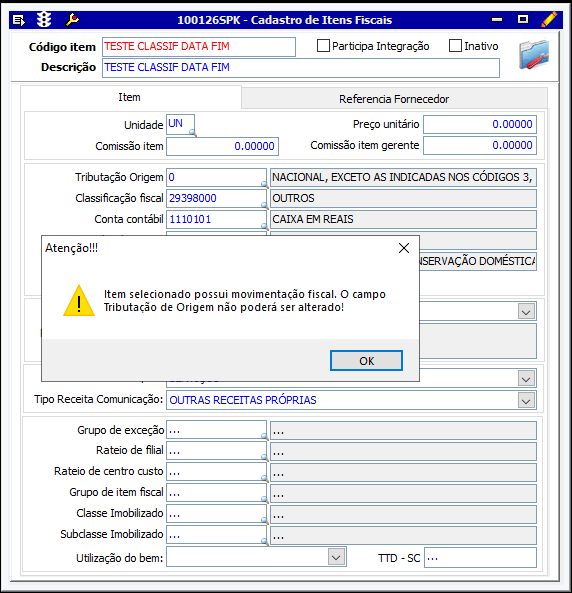 100126SPK - Cadastro de Itens Fiscais
Código item TESTE CLASSIF DATA FIM Participa Integração Inativo
Descrição TESTE CLASSIF DATA FIM
Item Referencia Fornecedor
Unidade UN Preço unitário 0.00000
Comissão item 0.00000 Comissão item gerente 0.00000
Tributação Origem 0 NACIONAL, EXCETO AS INDICADAS NOS CÓDIGOS 3,
Classificação fiscal 29398000 OUTROS
Conta contábil 1110101 CAIXA EM REAIS
Atenção!!!
Item selecionado possui movimentação fiscal. O campo
Tributação de Origem não poderá ser alterado!
OK
Tipo Receita Comunicação: OUTRAS RECEITAS PRÓPRIAS
Grupo de exceção ... ...
Rateio de filial ... ...
Rateio de centro custo ... ...
Grupo de item fiscal ... ...
Classe Imobilizado ... ...
Subclasse Imobilizado ... ...
Utilização do bem: TTD - SC ...